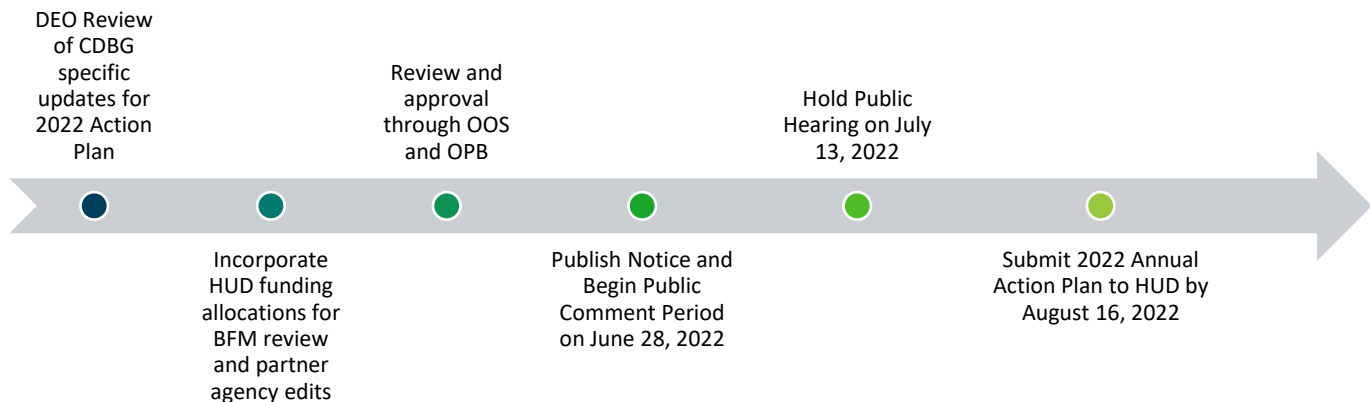 DEO Review
of CDBG
specific
updates for
2022 Action
Plan
Incorporate
HUD funding
allocations for
BFM review
and partner
agency edits
Review and
approval
through OOS
and OPB
Publish Notice and
Begin Public
Comment Period
on June 28, 2022
Hold Public
Hearing on July
13, 2022
Submit 2022 Annual
Action Plan to HUD by
August 16, 2022